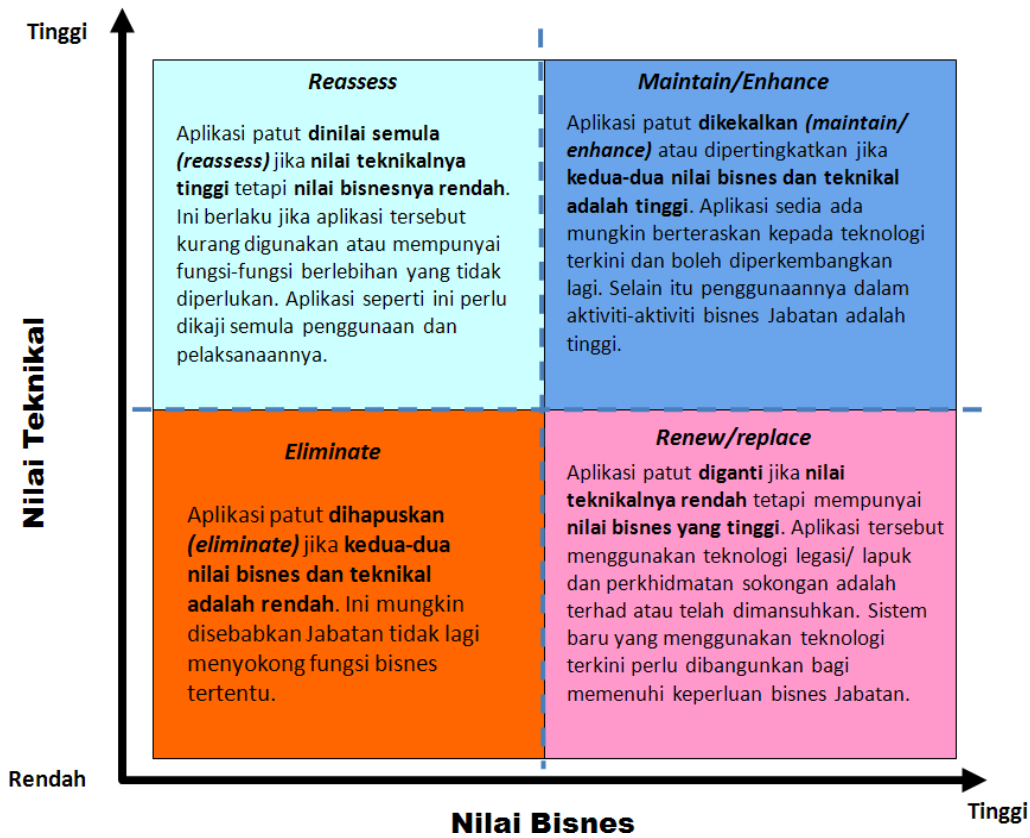 Tinggi
Reassess
Aplikasi patut dinilai semula
(reassess) jika nilai teknikalnya
tinggi tetapi nilai bisnesnya rendah.
Ini berlaku jika aplikasi tersebut
kurang digunakan atau mempunyai
fungsi-fungsi berlebihan yang tidak
diperlukan. Aplikasi seperti ini perlu
dikaji semula penggunaan dan
pelaksanaannya.
Maintain/Enhance
Aplikasi patut dikekalkan (maintain/
enhance) atau dipertingkatkan jika
kedua-dua nilai bisnes dan teknikal
adalah tinggi. Aplikasi sedia ada
mungkin berteraskan kepada teknologi
terkini dan boleh diperkembangkan
lagi. Selain itu penggunaannya dalam
aktiviti-aktiviti bisnes Jabatan adalah
tinggi.
Nilai Teknikal
Eliminate
Aplikasi patut dihapuskan
(eliminate) jika kedua-dua
nilai bisnes dan teknikal
adalah rendah. Ini mungkin
disebabkan Jabatan tidak lagi
menyokong fungsi bisnes
tertentu.
Renew/replace
Aplikasi patut diganti jika nilai
teknikalnya rendah tetapi mempunyai
nilai bisnes yang tinggi. Aplikasi tersebut
menggunakan teknologi legasi/ lapuk
dan perkhidmatan sokongan adalah
terhad atau telah dimansuhkan. Sistem
baru yang menggunakan teknologi
terkini perlu dibangunkan bagi
memenuhi keperluan bisnes Jabatan.
Rendah
Nilai Bisnes
Tinggi